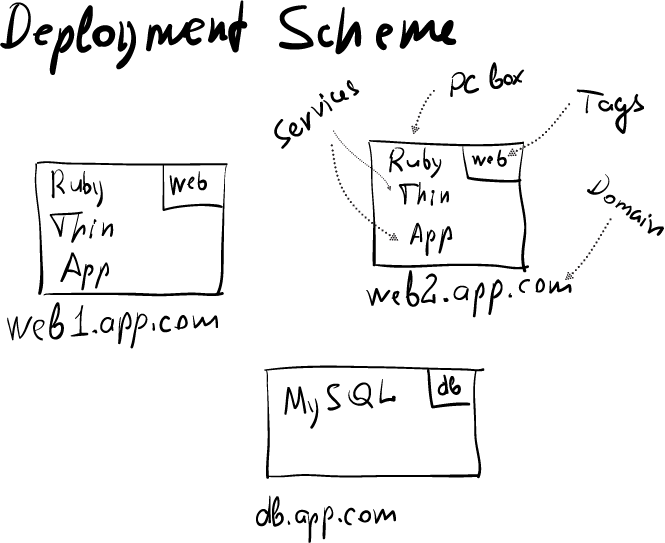 Deployment Scheme
PC box
Services
Tags
Ruby
web
Thin
App
web2.app.com
Domain
Ruby
web
Thin
App
web1.app.com
MySQL
db
db.app.com